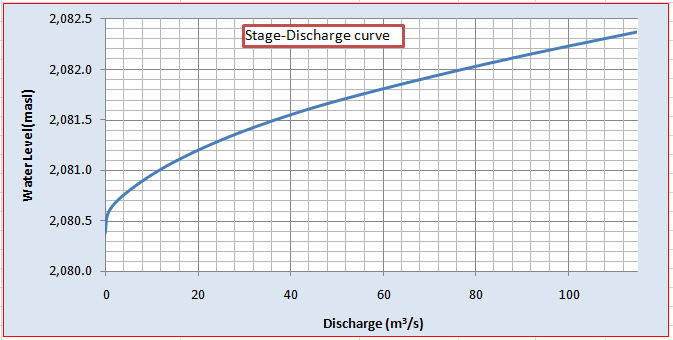 Stage-Discharge curve
2,082.5
2,082.0
2,081.5
2,081.0
2,080.5
2,080.0
Water Level(masl)
0 20 40 60 80 100
Discharge (m³/s)